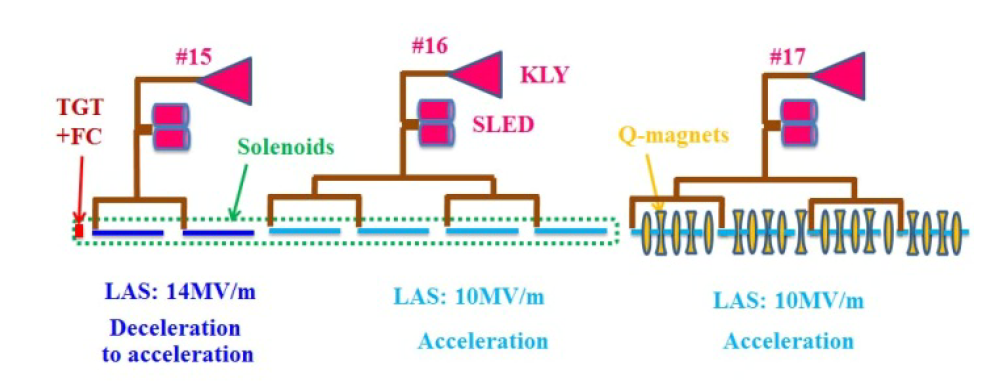 #15
#16
#17
KLY
SLED
TGT
+FC
Solenoids
Q-magnets
LAS: 14MV/m
Deceleration
to acceleration
LAS: 10MV/m
Acceleration
LAS: 10MV/m
Acceleration